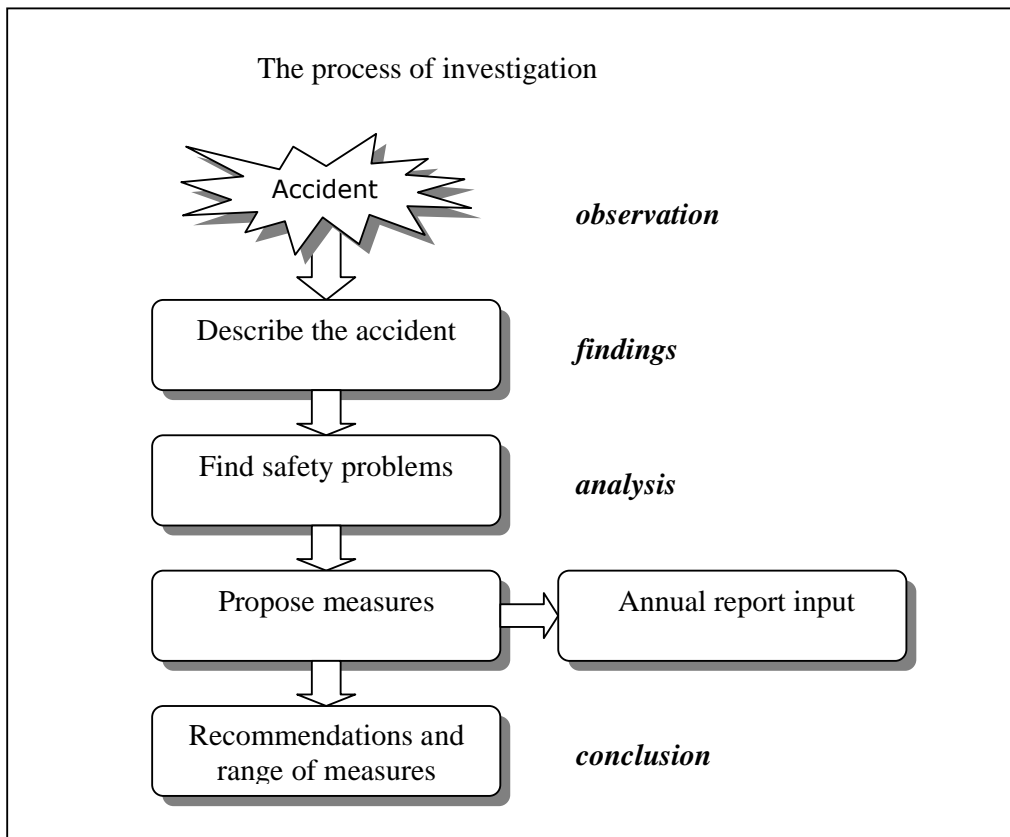 The process of investigation
Accident
observation
Describe the accident
findings
Find safety problems
analysis
Propose measures
Annual report input
Recommendations and
range of measures
conclusion